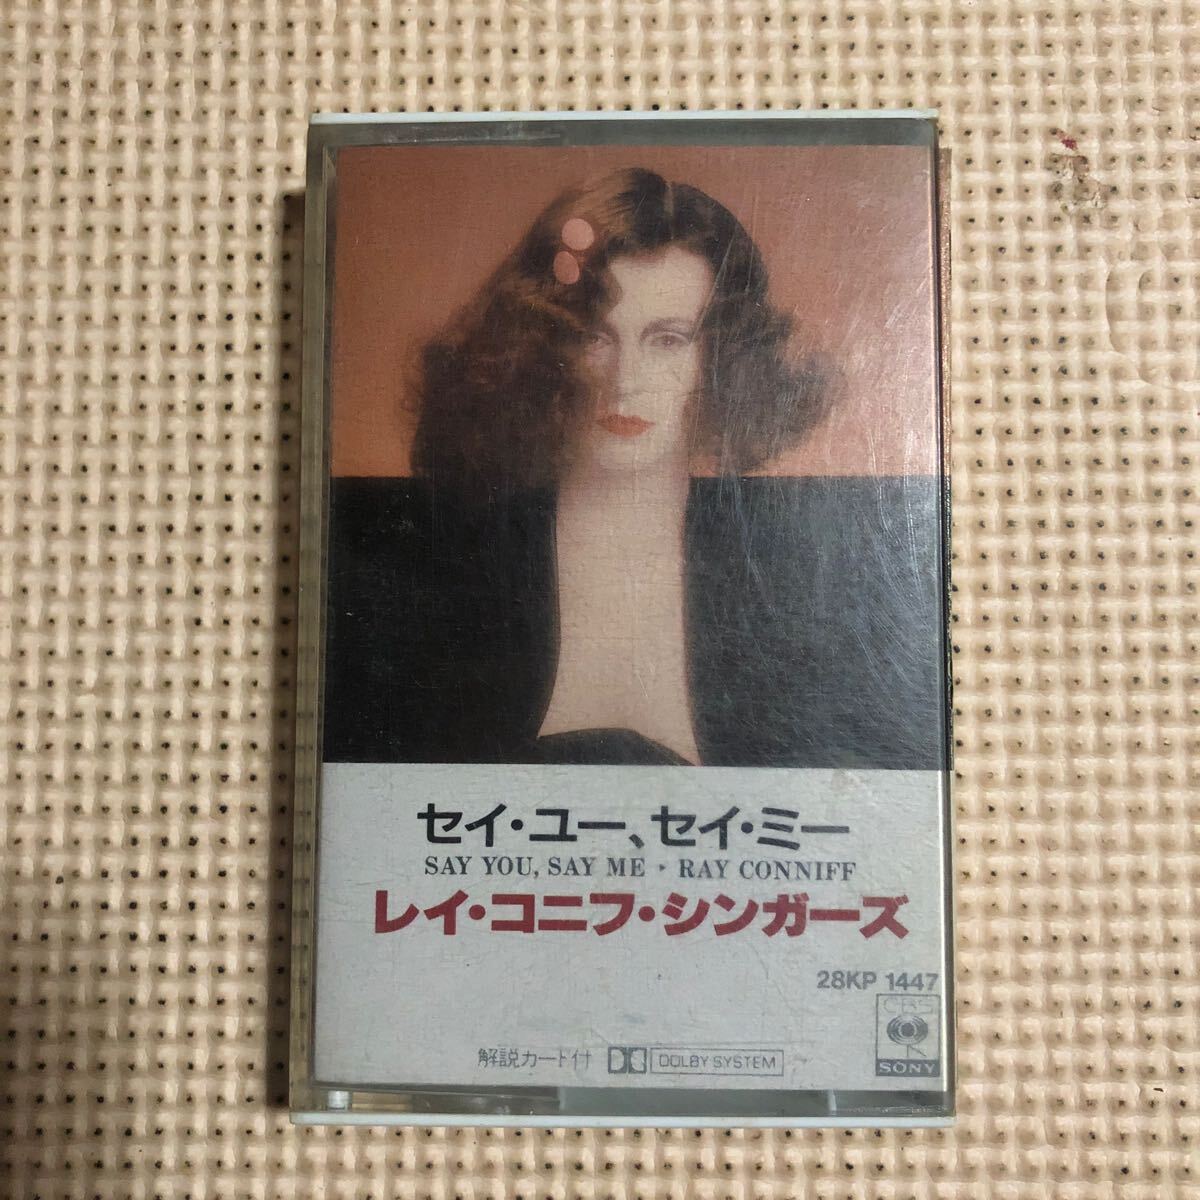 セイ・ユー、セイ・ミー
SAY YOU, SAY ME・RAY CONNIFF
レイ・コニフ・シンガーズ
28KP 1447
CBS
SONY
解説カード付 DOLBY SYSTEM